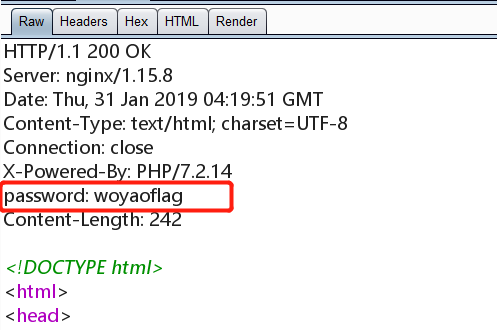 Raw Headers Hex HTML Render
HTTP/1.1 200 OK
Server: nginx/1.15.8
Date: Thu, 31 Jan 2019 04:19:51 GMT
Content-Type: text/html; charset=UTF-8
Connection: close
X-Powered-By: PHP/7.2.14
password: woyaoflag
Content-Length: 242
<!DOCTYPE html>
<html>
<head>